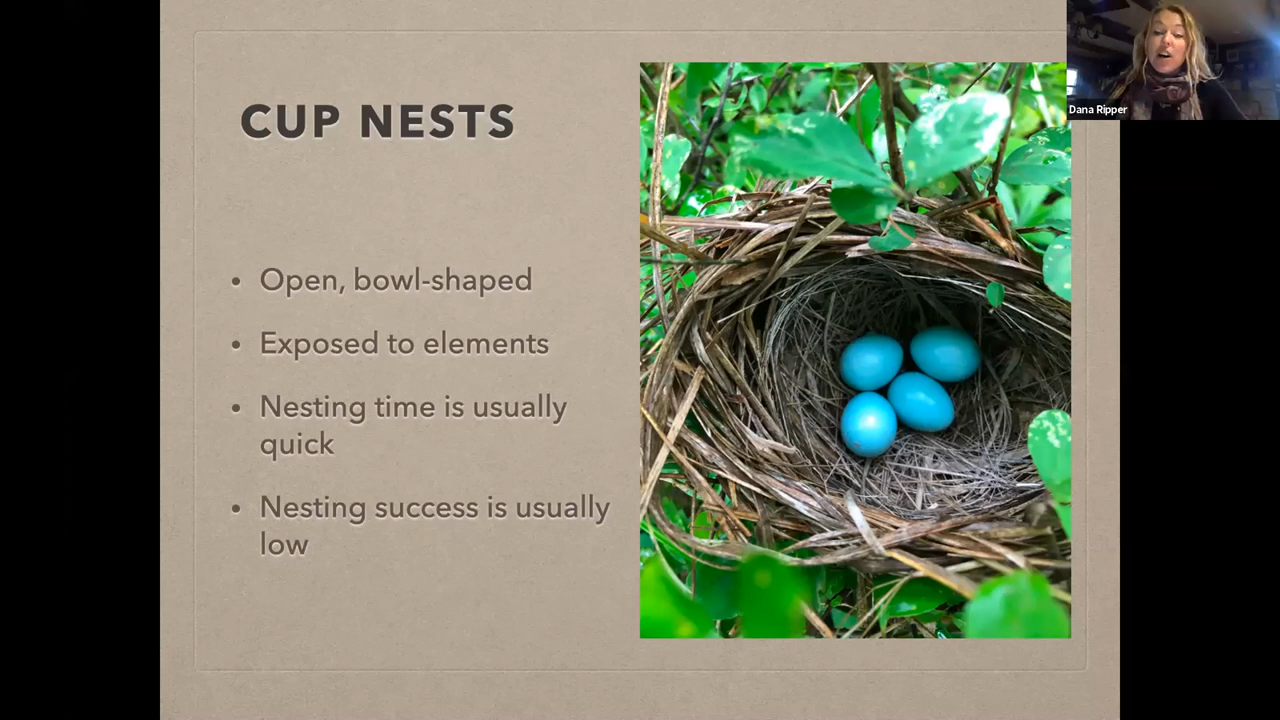 CUP NESTS
Dana Ripper
• Open, bowl-shaped
• Exposed to elements
• Nesting time is usually
quick
• Nesting success is usually
low